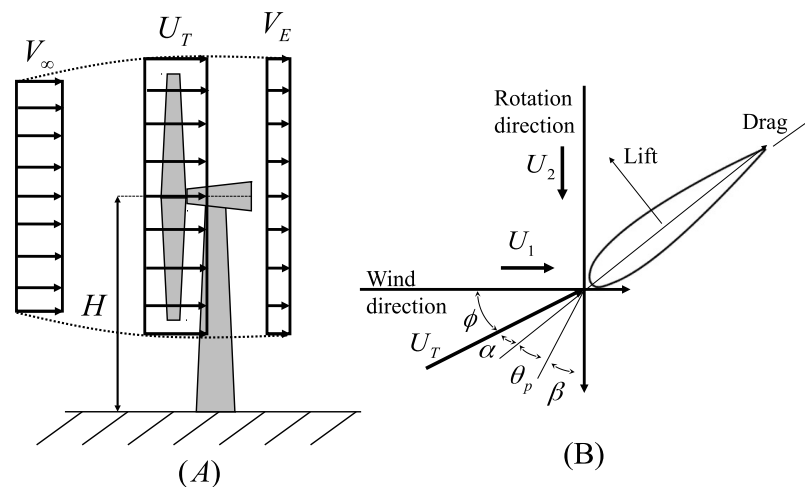 V∞
U_T
V_E
H
(A)
Rotation
direction
U_2
Lift
Drag
U_1
Wind
direction
ϕ
U_T
α
θ_p
β
(B)